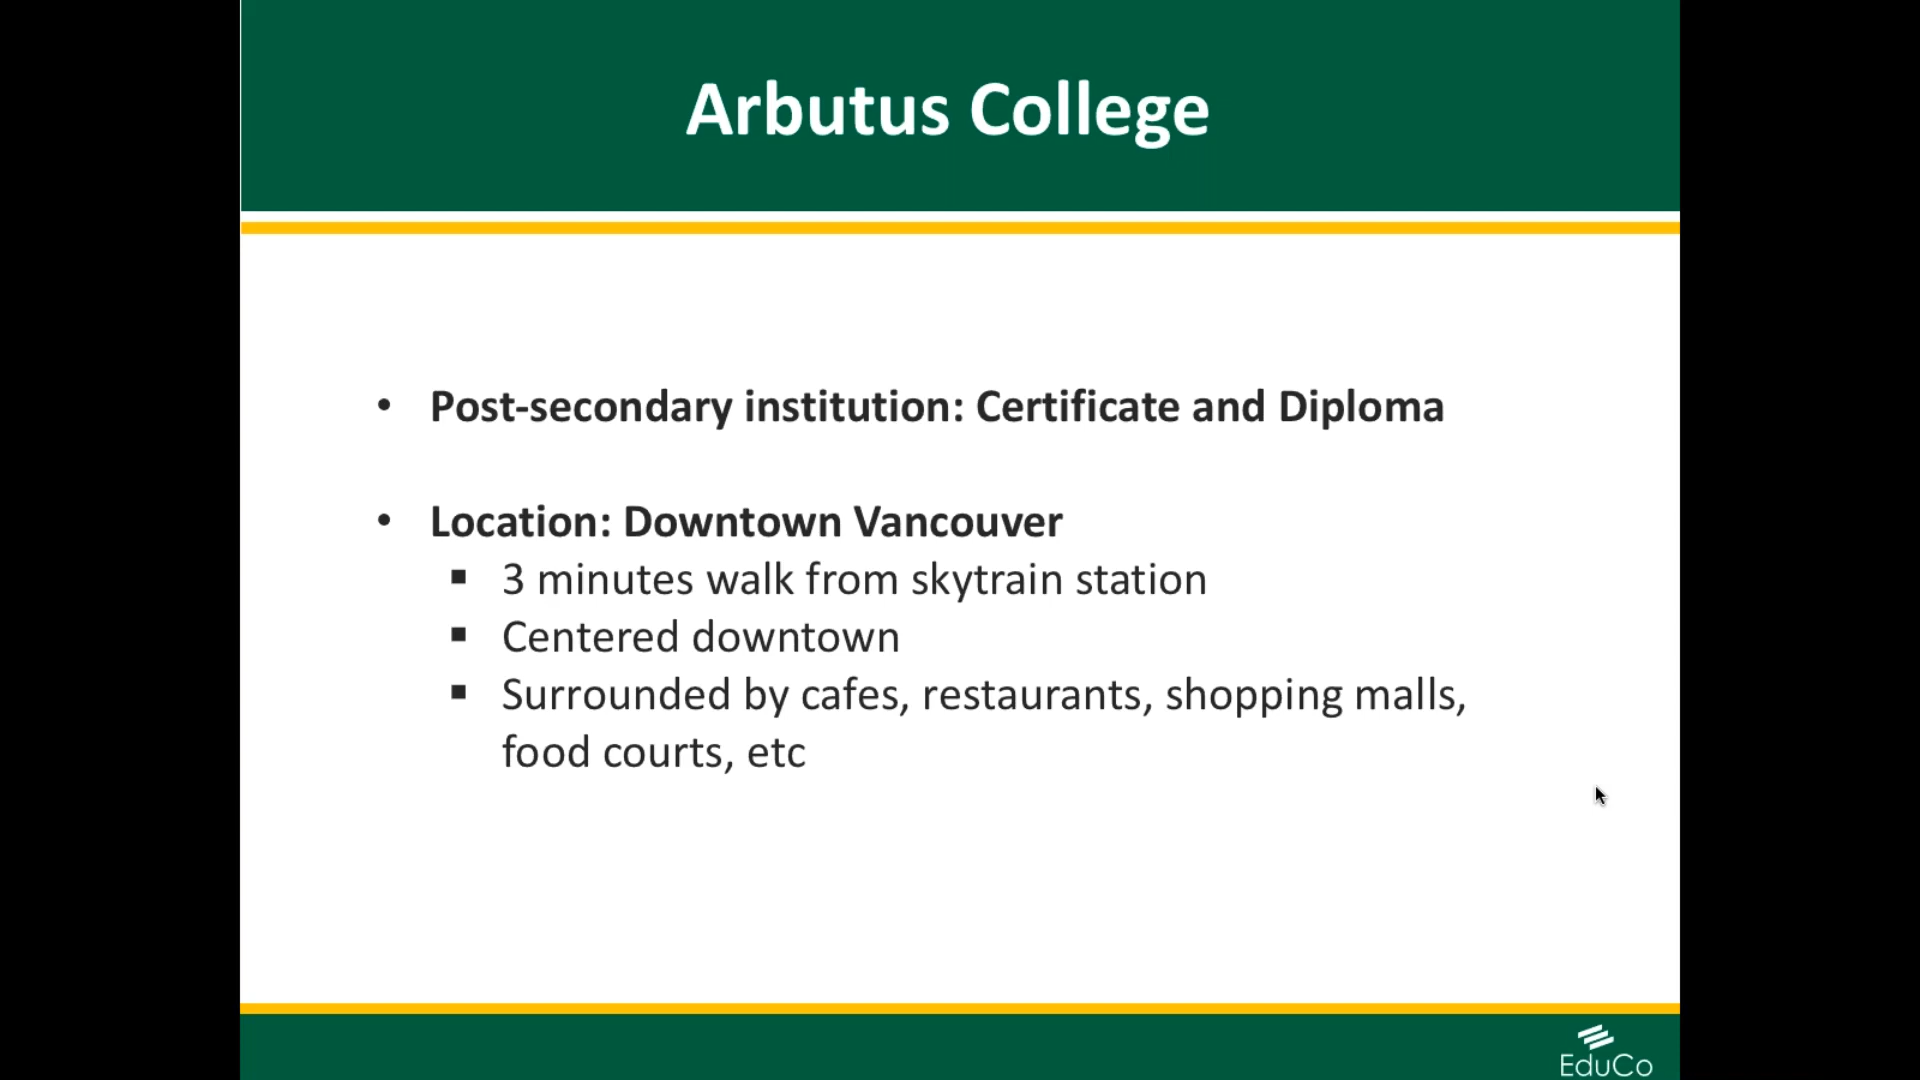 Arbutus College
• Post-secondary institution: Certificate and Diploma
• Location: Downtown Vancouver
▪ 3 minutes walk from skytrain station
▪ Centered downtown
▪ Surrounded by cafes, restaurants, shopping malls,
food courts, etc
EduCo